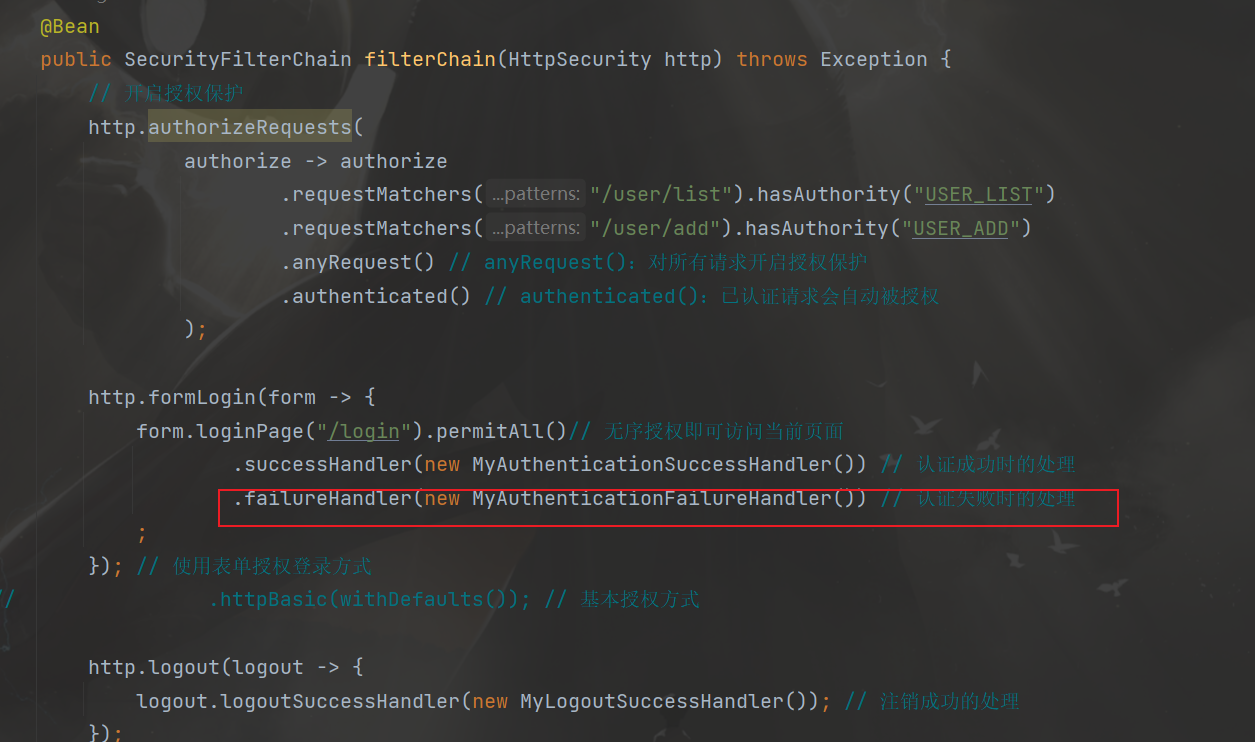 @Bean
public SecurityFilterChain filterChain(HttpSecurity http) throws Exception {
// 开启授权保护
http.authorizeRequests(
authorize -> authorize
.requestMatchers( ...patterns: "/user/list").hasAuthority("USER_LIST")
.requestMatchers( ...patterns: "/user/add").hasAuthority("USER_ADD")
.anyRequest() // anyRequest()：对所有请求开启授权保护
.authenticated() // authenticated()：已认证请求会自动被授权
);
http.formLogin(form -> {
form.loginPage("/login").permitAll()// 无序授权即可访问当前页面
.successHandler(new MyAuthenticationSuccessHandler()) // 认证成功时的处理
.failureHandler(new MyAuthenticationFailureHandler()) // 认证失败时的处理
;
}); // 使用表单授权登录方式
// .httpBasic(withDefaults()); // 基本授权方式
http.logout(logout -> {
logout.logoutSuccessHandler(new MyLogoutSuccessHandler()); // 注销成功的处理
});